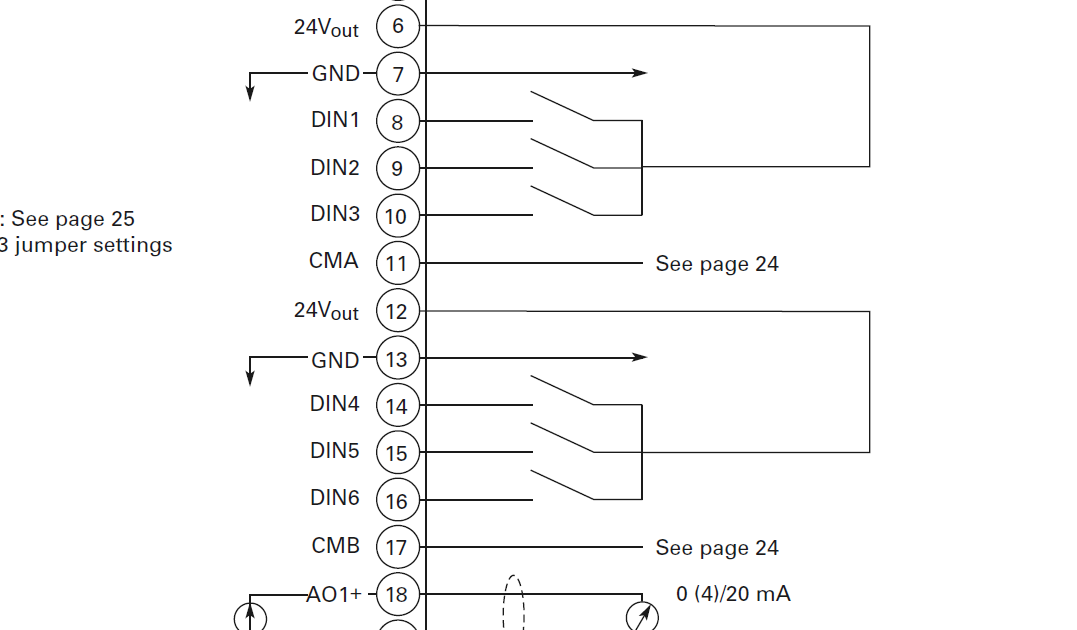 24Vout 6
GND 7
DIN1 8
DIN2 9
DIN3 10
: See page 25
3 jumper settings
CMA 11 See page 24
24Vout 12
GND 13
DIN4 14
DIN5 15
DIN6 16
CMB 17 See page 24
AO1+ 18 0 (4)/20 mA